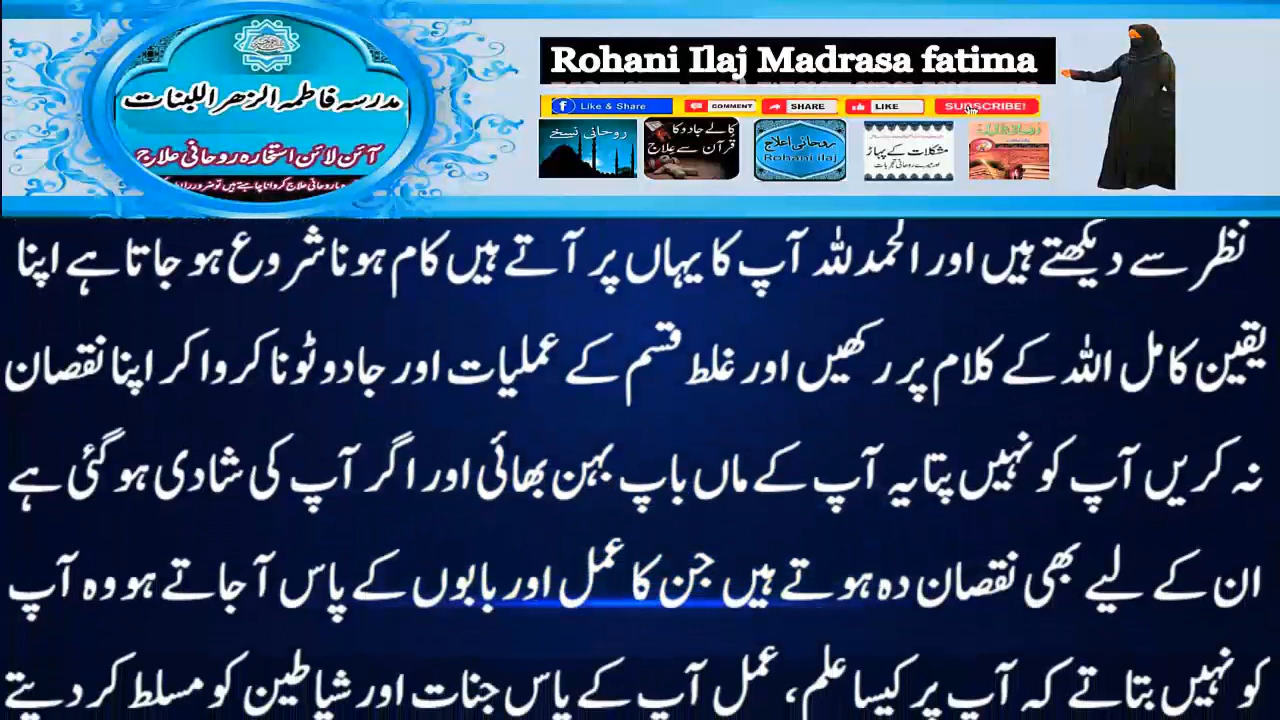 Rohani Ilaj Madrasa fatima
مدرسہ فاطمہ الزھرا للبنات
آئن لائن استخارہ روحانی علاج
Like & Share
COMMENT
SHARE
LIKE
SUBSCRIBE!
روحانی نسخ
کالے جادو کا
قرآن سے علاج
روحانی علاج
Rohani ilaj
مشکلات کے پہاڑ
نظر سے دیکھتے ہیں اور الحمدللہ آپ کا یہاں پر آتے ہیں کام ہونا شروع ہو جاتا ہے اپنا
یقین کامل اللہ کے کلام پر رکھیں اور غلط قسم کے عملیات اور جادو ٹونا کروا کر اپنا نقصان
نہ کریں آپ کو نہیں پتا یہ آپ کے ماں باپ بہن بھائی اور اگر آپ کی شادی ہو گئی ہے
ان کے لیے بھی نقصان دہ ہوتے ہیں جن کا عمل اور بابوں کے پاس آ جاتے ہو وہ آپ
کو نہیں بتاتے کہ آپ پر کیسا علم، عمل آپ کے پاس جنات اور شیاطین کو مسلط کر دیتے